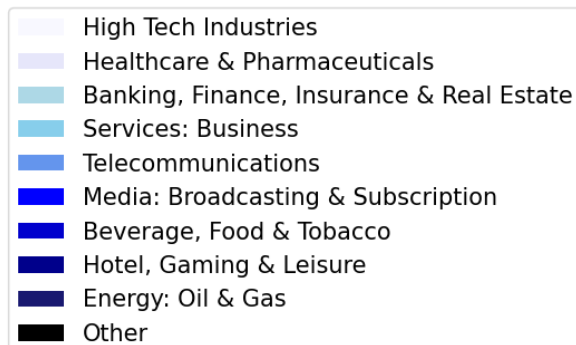 High Tech Industries
Healthcare & Pharmaceuticals
Banking, Finance, Insurance & Real Estate
Services: Business
Telecommunications
Media: Broadcasting & Subscription
Beverage, Food & Tobacco
Hotel, Gaming & Leisure
Energy: Oil & Gas
Other